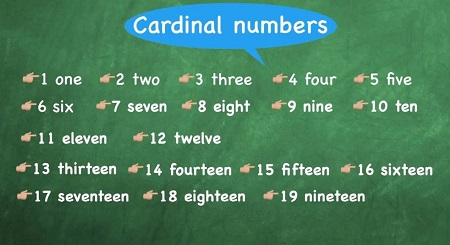 Cardinal numbers
1 one 2 two 3 three 4 four 5 five
6 six 7 seven 8 eight 9 nine 10 ten
11 eleven 12 twelve
13 thirteen 14 fourteen 15 fifteen 16 sixteen
17 seventeen 18 eighteen 19 nineteen